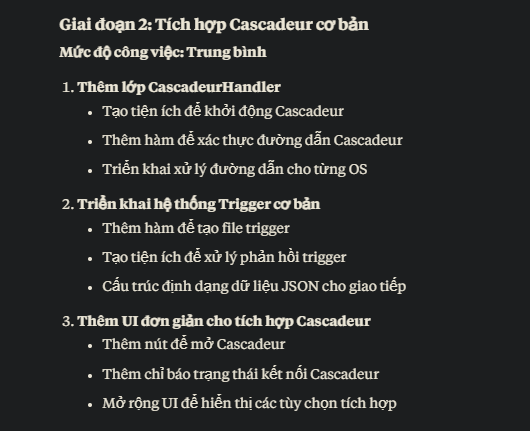 Giai đoạn 2: Tích hợp Cascadeur cơ bản
Mức độ công việc: Trung bình
1. Thêm lớp CascadeurHandler
• Tạo tiện ích để khởi động Cascadeur
• Thêm hàm để xác thực đường dẫn Cascadeur
• Triển khai xử lý đường dẫn cho từng OS
2. Triển khai hệ thống Trigger cơ bản
• Thêm hàm để tạo file trigger
• Tạo tiện ích để xử lý phản hồi trigger
• Cấu trúc định dạng dữ liệu JSON cho giao tiếp
3. Thêm UI đơn giản cho tích hợp Cascadeur
• Thêm nút để mở Cascadeur
• Thêm chỉ báo trạng thái kết nối Cascadeur
• Mở rộng UI để hiển thị các tùy chọn tích hợp